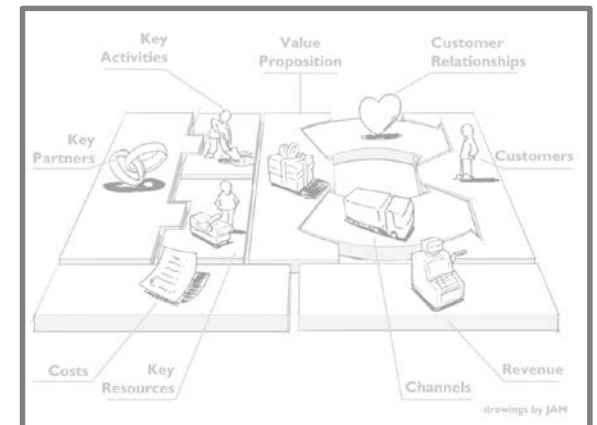 Key
Activities
Value
Proposition
Customer
Relationships
Key
Partners
Customers
Costs
Key
Resources
Channels
Revenue
drawings by JAM